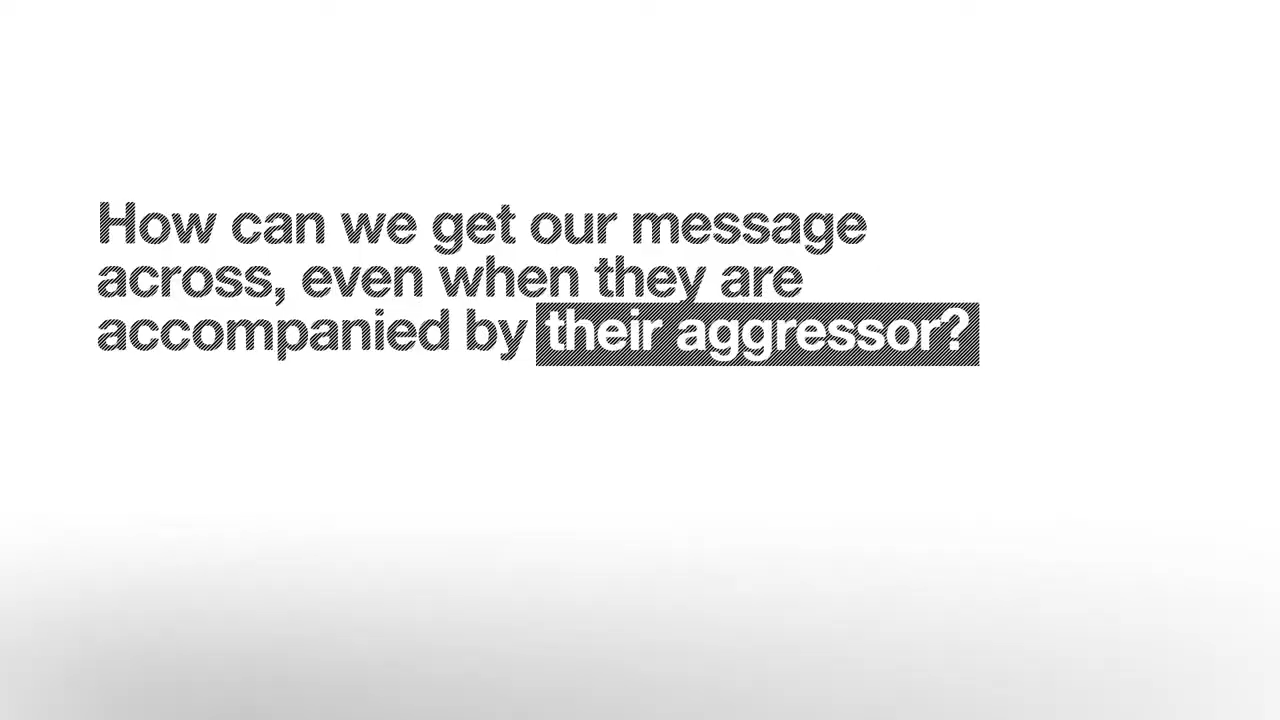 How can we get our message
across, even when they are
accompanied by their aggressor?